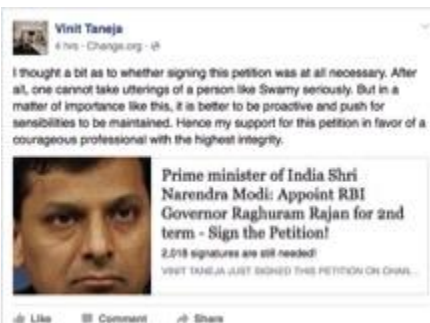 Vinit Taneja
4 hrs · Change.org ·
I thought a bit as to whether signing this petition was at all necessary. After
all, one cannot take utterings of a person like Swamy seriously. But in a
matter of importance like this, it is better to be proactive and push for
sensibilities to be maintained. Hence my support for this petition in favor of a
courageous professional with the highest integrity.
Prime minister of India Shri
Narendra Modi: Appoint RBI
Governor Raghuram Rajan for 2nd
term - Sign the Petition!
2,018 signatures are still needed!
VINIT TANEJA JUST SIGNED THIS PETITION ON CHAN...
Like Comment Share